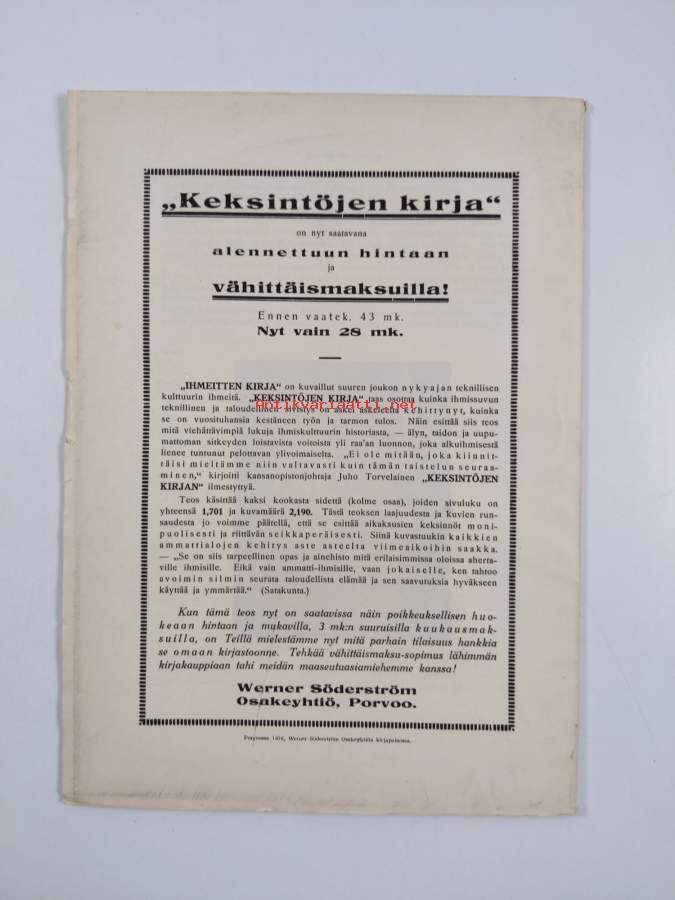 „Keksintöjen kirja“
on nyt saatavana
alennettuun hintaan
ja
vähittäismaksuilla!
Ennen vaatek. 43 mk.
Nyt vain 28 mk.
„IHMEITTEN KIRJA“ on kuvaillut suuren joukon nykyajan teknillisen
kulttuurin ihmeitä. „KEKSINTÖJEN KIRJA“ taas osottaa kuinka ihmissuvun
antikvariaatti.net
teknillinen ja taloudellinen sivistys on askel askeleelta kehittynyt, kuinka
se on vuosituhansia kestäneen työn ja tarmon tulos. Näin esittää siis teos
mitä viehättävimpiä lukuja ihmiskulttuurin historiasta, — älyn, taidon ja uupu-
mattoman sitkeyden loistavista voitoista yli raa'an luonnon, joka alkuihmisestä
lienee tuntunut pelottavan ylivoimaiselta. „Ei ole mitään, joka kiinnit-
täisi mieltämme niin valtavasti kuin tämän taistelun seuraa-
minen,“ kirjoitti kansanopistonjohtaja Juho Torvelainen „KEKSINTÖJEN
KIRJAN“ ilmestyttyä.
Teos käsittää kaksi kookasta sidettä (kolme osaa), joiden sivuluku on
yhteensä 1,701 ja kuvamäärä 2,190. Tästä teoksen laajuudesta ja kuvien run-
saudesta jo voimme päätellä, että se esittää aikakausien keksinnöt moni-
puolisesti ja riittävän seikkaperäisesti. Siinä kuvastuukin kaikkien
ammattialojen kehitys aste asteelta viimeaikoihin saakka.
— „Se on siis tarpeellinen opas ja ainehisto mitä erilaisimmissa oloissa aherta-
ville ihmisille. Eikä vain ammatti-ihmisille, vaan jokaiselle, ken tahtoo
avoimin silmin seurata taloudellista elämää ja sen saavutuksia hyväkseen
käyttää ja ymmärtää.“ (Satakunta.)
Kun tämä teos nyt on saatavissa näin poikkeuksellisen huo-
keaan hintaan ja mukavilla, 3 mk:n suuruisilla kuukausmak-
suilla, on Teillä mielestämme nyt mitä parhain tilaisuus hankkia
se omaan kirjastoonne. Tehkää vähittäismaksu-sopimus lähimmän
kirjakauppiaan tahi meidän maaseutuasiamiehemme kanssa!
Werner Söderström
Osakeyhtiö, Porvoo.
Porvoossa, Werner Söderström Osakeyhtiön kirjapainossa.